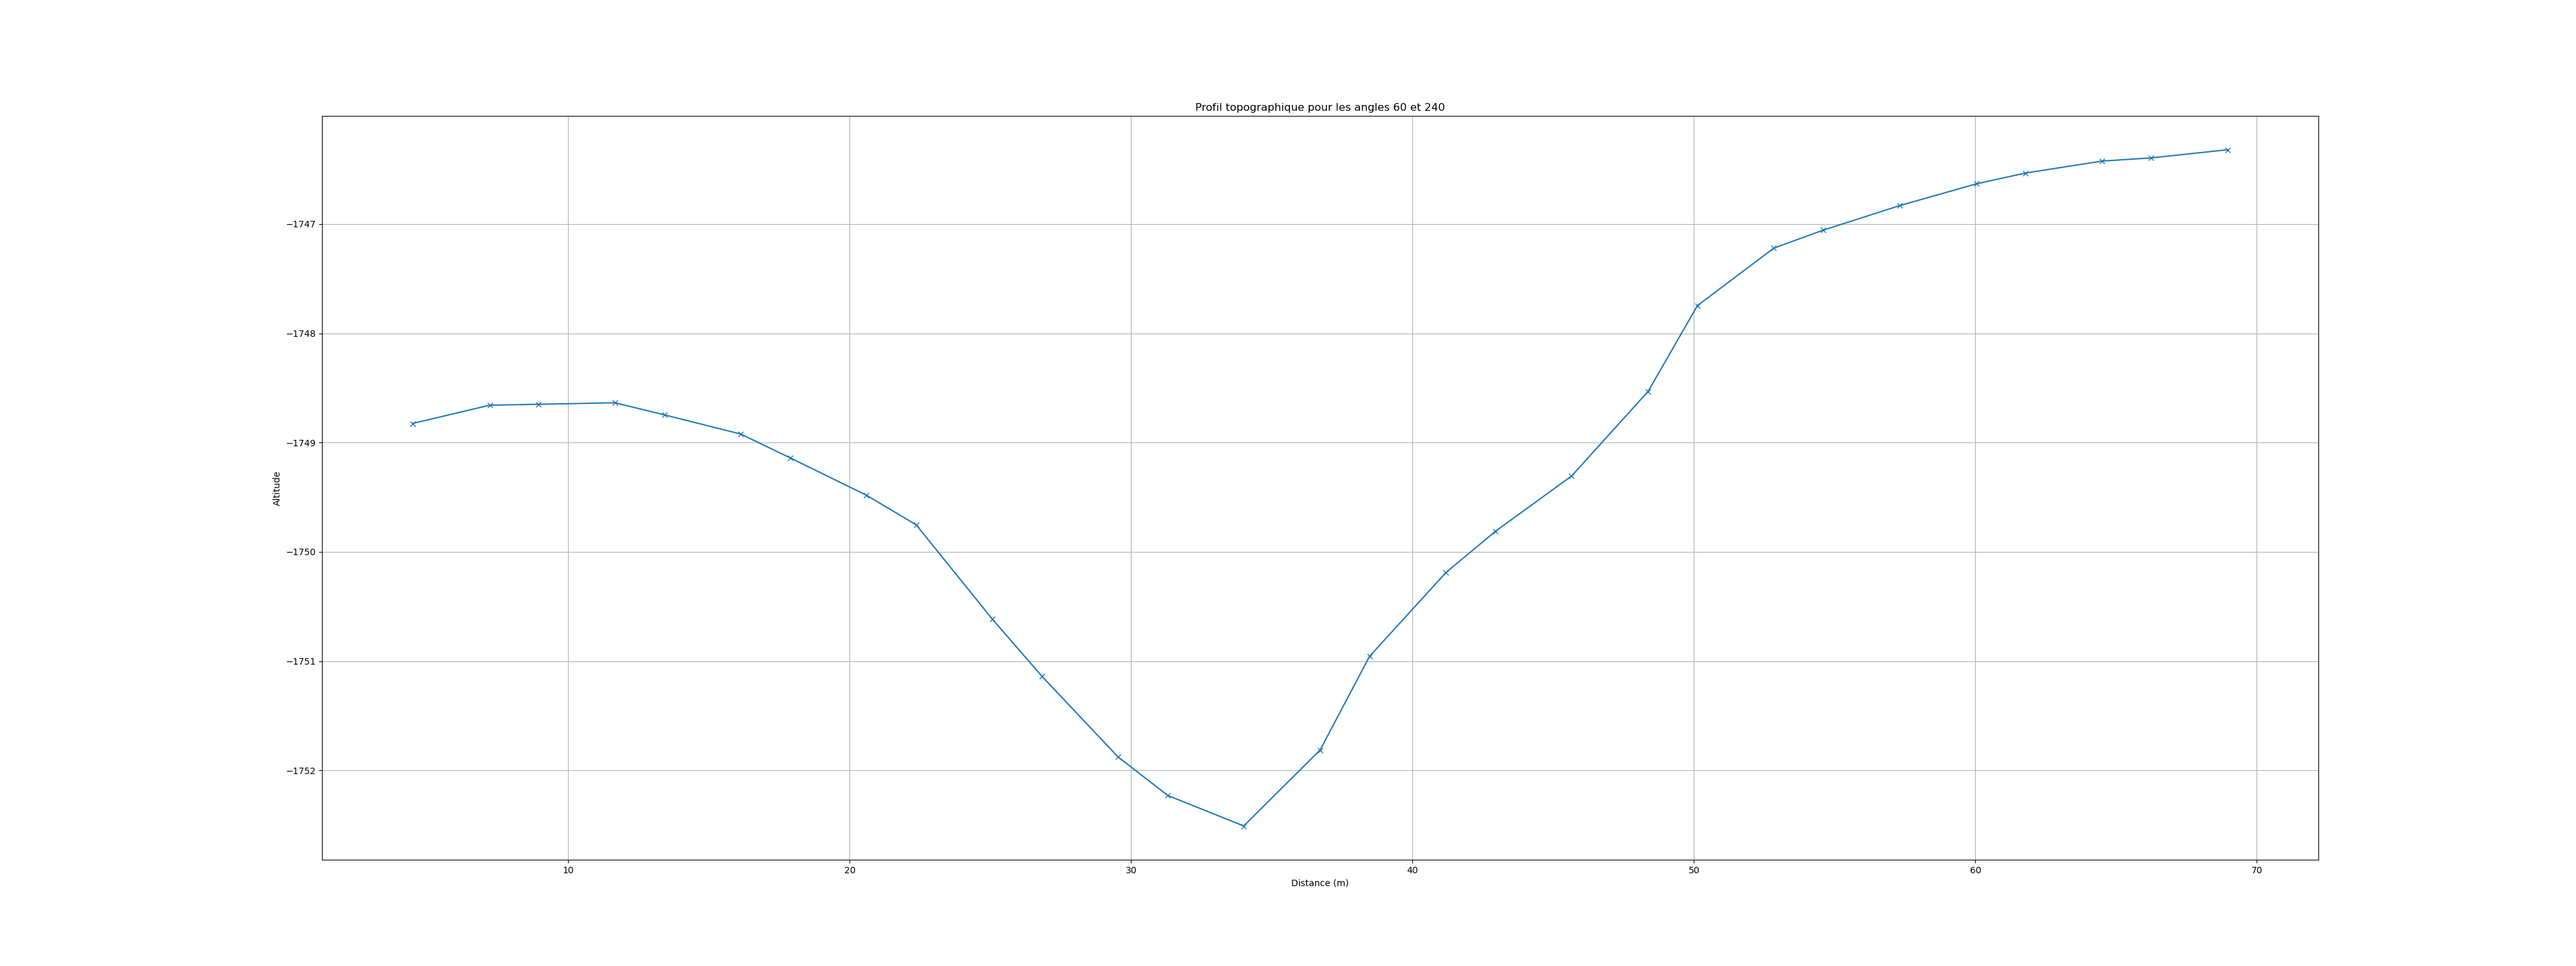 Profil topographique pour les angles 60 et 240
−1747
−1748
−1749
−1750
−1751
−1752
Altitude
10 20 30 40 50 60 70
Distance (m)